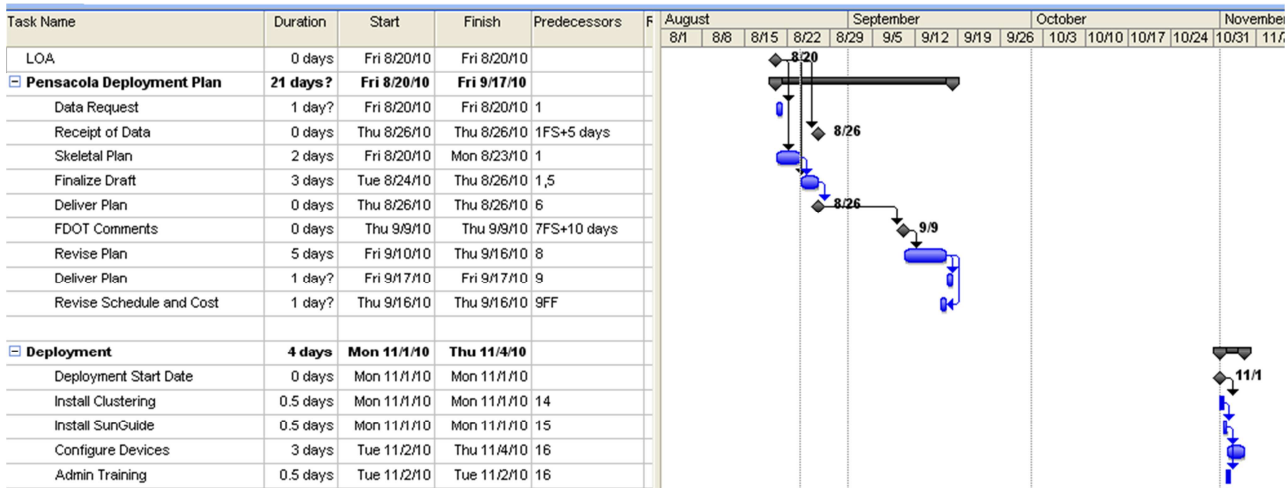 Task Name Duration Start Finish Predecessors R August September October November
8/1 8/8 8/15 8/22 8/29 9/5 9/12 9/19 9/26 10/3 10/10 10/17 10/24 10/31 11/7
LOA 0 days Fri 8/20/10 Fri 8/20/10 8/20
Pensacola Deployment Plan 21 days? Fri 8/20/10 Fri 9/17/10
Data Request 1 day? Fri 8/20/10 Fri 8/20/10 1
Receipt of Data 0 days Thu 8/26/10 Thu 8/26/10 1FS+5 days 8/26
Skeletal Plan 2 days Fri 8/20/10 Mon 8/23/10 1
Finalize Draft 3 days Tue 8/24/10 Thu 8/26/10 1,5
Deliver Plan 0 days Thu 8/26/10 Thu 8/26/10 6 8/26
FDOT Comments 0 days Thu 9/9/10 Thu 9/9/10 7FS+10 days 9/9
Revise Plan 5 days Fri 9/10/10 Thu 9/16/10 8
Deliver Plan 1 day? Fri 9/17/10 Fri 9/17/10 9
Revise Schedule and Cost 1 day? Thu 9/16/10 Thu 9/16/10 9FF
Deployment 4 days Mon 11/1/10 Thu 11/4/10
Deployment Start Date 0 days Mon 11/1/10 Mon 11/1/10 11/1
Install Clustering 0.5 days Mon 11/1/10 Mon 11/1/10 14
Install SunGuide 0.5 days Mon 11/1/10 Mon 11/1/10 15
Configure Devices 3 days Tue 11/2/10 Thu 11/4/10 16
Admin Training 0.5 days Tue 11/2/10 Tue 11/2/10 16